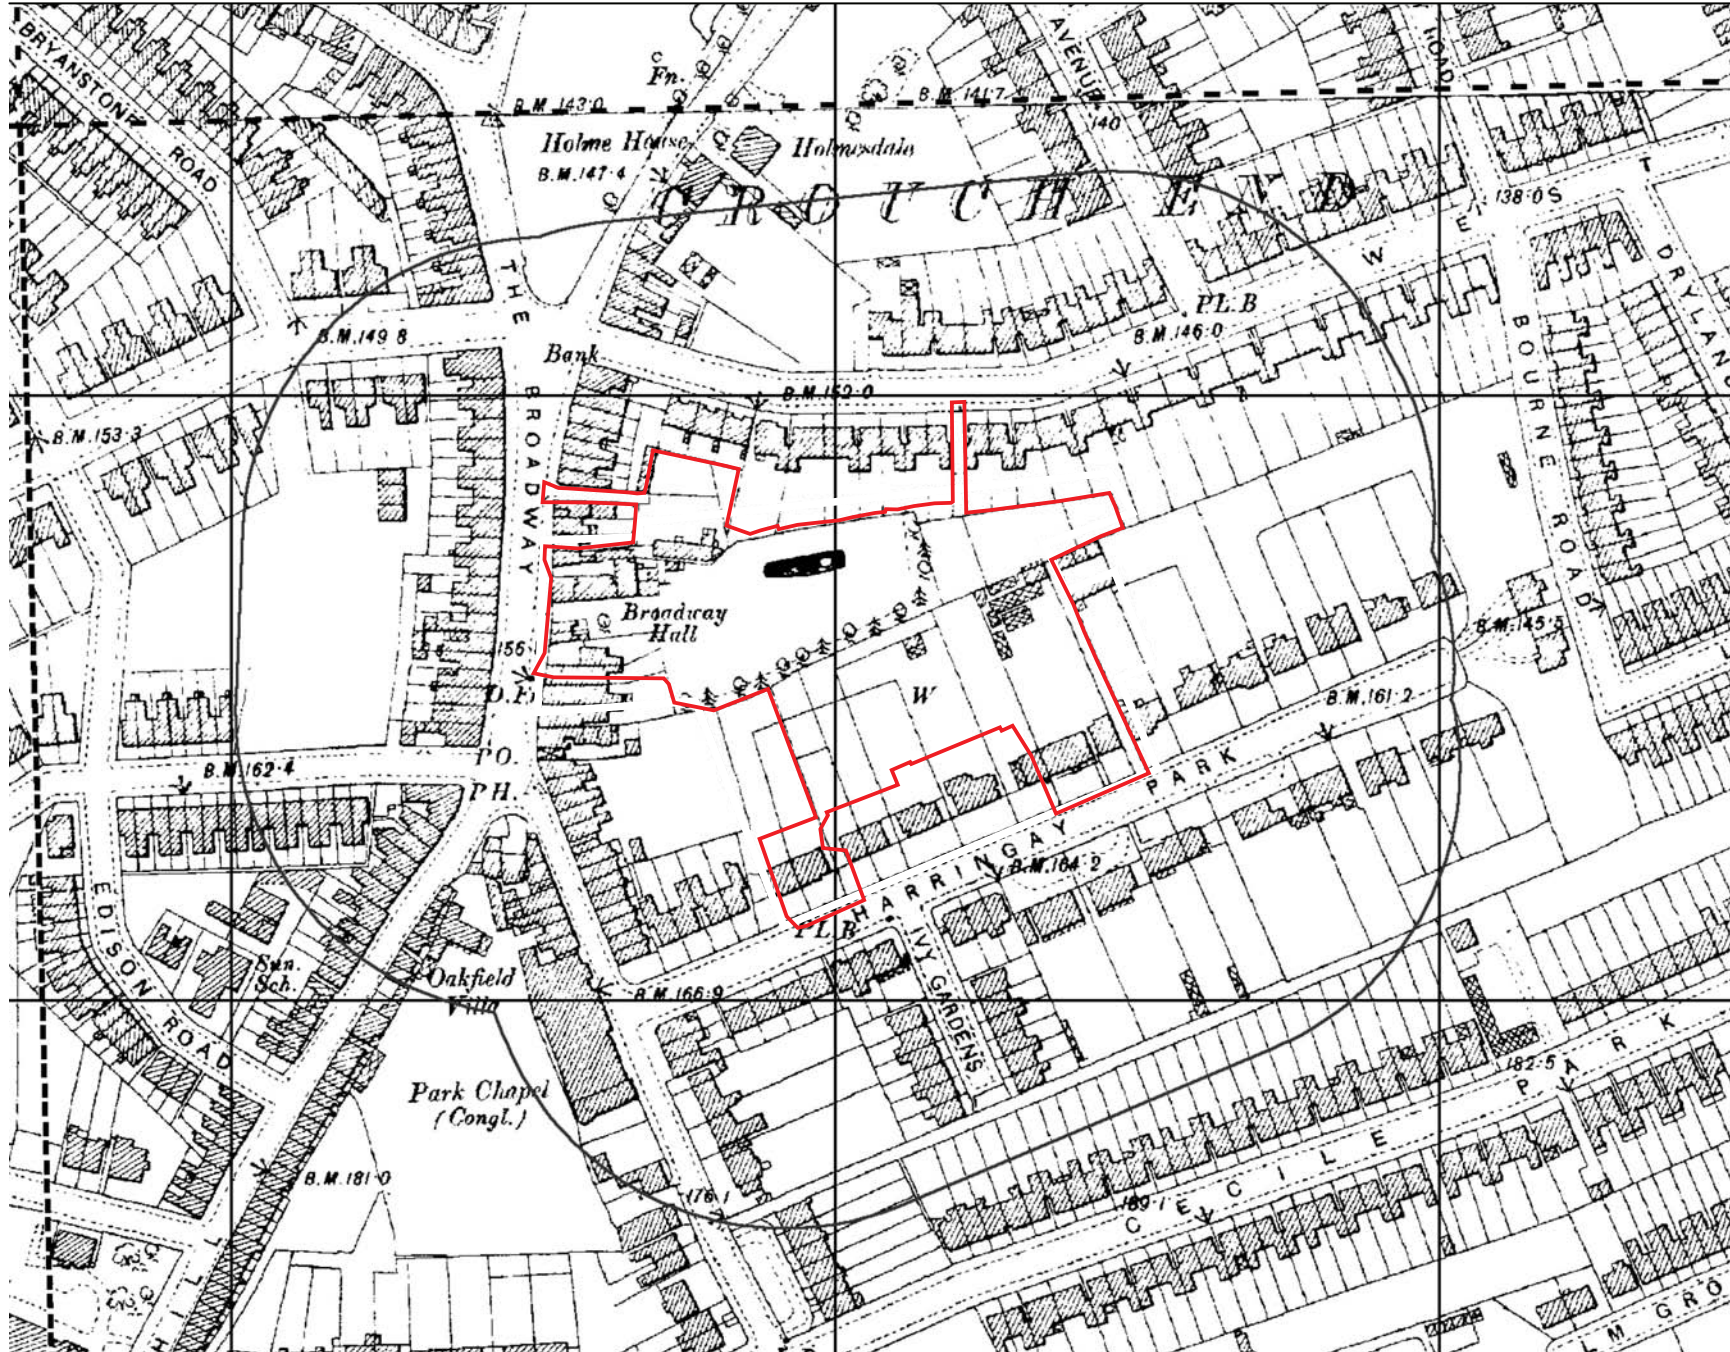 BRYANSTONE ROAD
B.M. 143·0
Fn.
B.M. 141·7
AVENUE
140
ROAD
Holme House
B.M. 147·4
Holmesdale
CROUCH END
138·0
WEST
DRYLAND
THE BROADWAY
B.M. 149·8
Bank
PL.B
B.M. 146·0
B.M. 152·0
B.M. 153·3
BOURNE ROAD
Broadway
Hall
156
W
B.M. 145·5
B.M. 161·2
P.O.
P.H.
B.M. 162·4
HARRINGAY PARK
B.M. 164·2
PL.B
EDISON ROAD
IVY GARDENS
Sun.
Sch.
Oakfield
Villa
B.M. 166·9
Park Chapel
(Congl.)
B.M. 181·0
176·1
182·5
189·1
CECILE PARK
HILL
M GRO